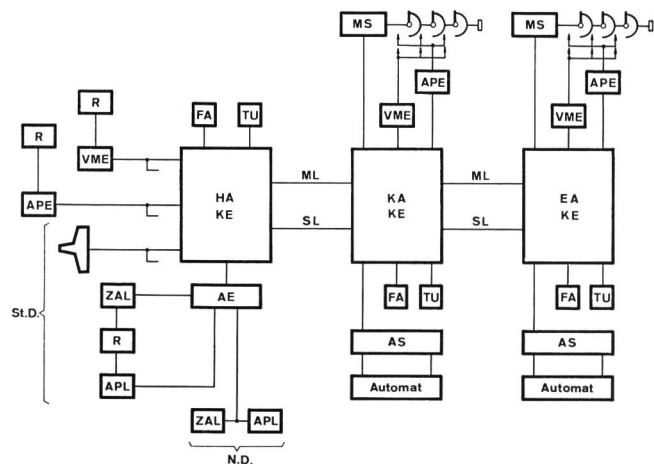 MS
MS
APE
APE
R
R
VME
VME
VME
FA
TU
APE
HA
KE
ML
SL
KA
KE
ML
SL
EA
KE
St.D.
ZAL
AE
FA
TU
FA
TU
R
AS
AS
APL
Automat
Automat
ZAL
APL
N.D.